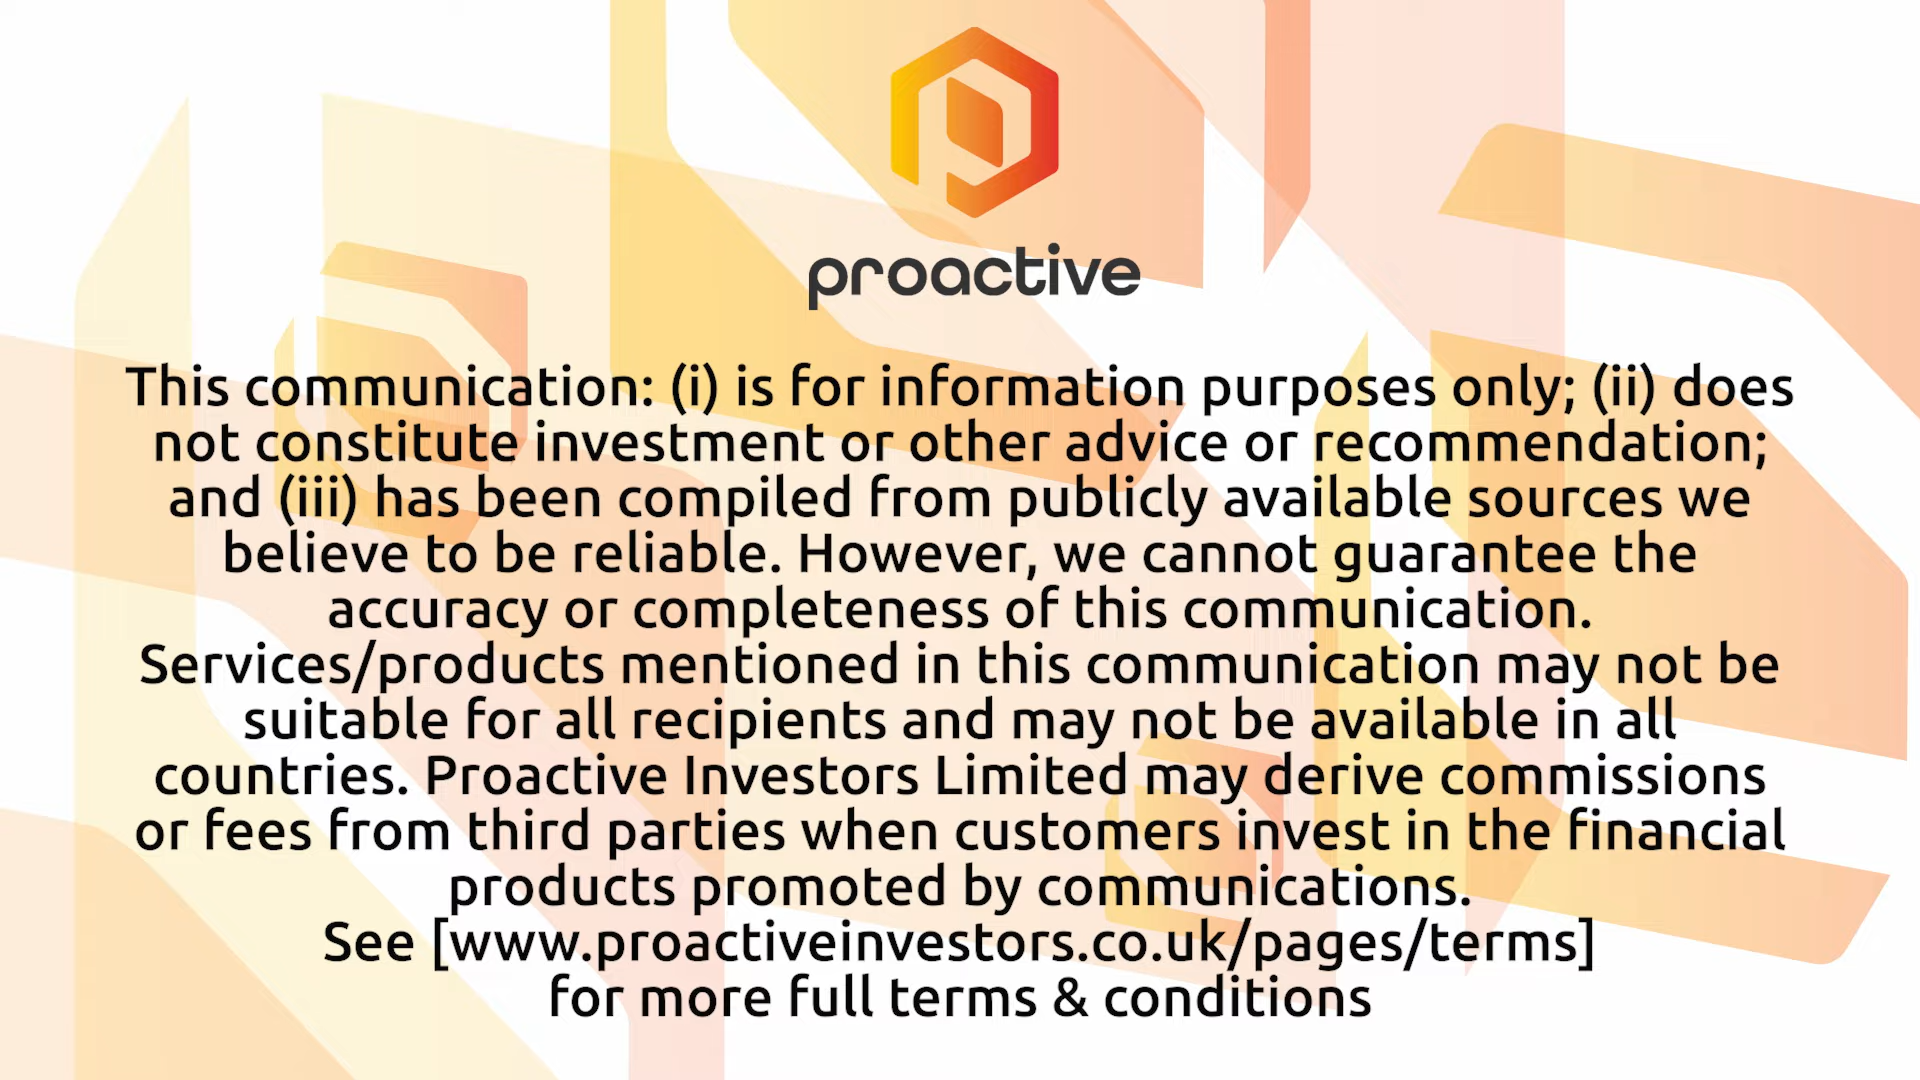 proactive
This communication: (i) is for information purposes only; (ii) does
not constitute investment or other advice or recommendation;
and (iii) has been compiled from publicly available sources we
believe to be reliable. However, we cannot guarantee the
accuracy or completeness of this communication.
Services/products mentioned in this communication may not be
suitable for all recipients and may not be available in all
countries. Proactive Investors Limited may derive commissions
or fees from third parties when customers invest in the financial
products promoted by communications.
See [www.proactiveinvestors.co.uk/pages/terms]
for more full terms & conditions